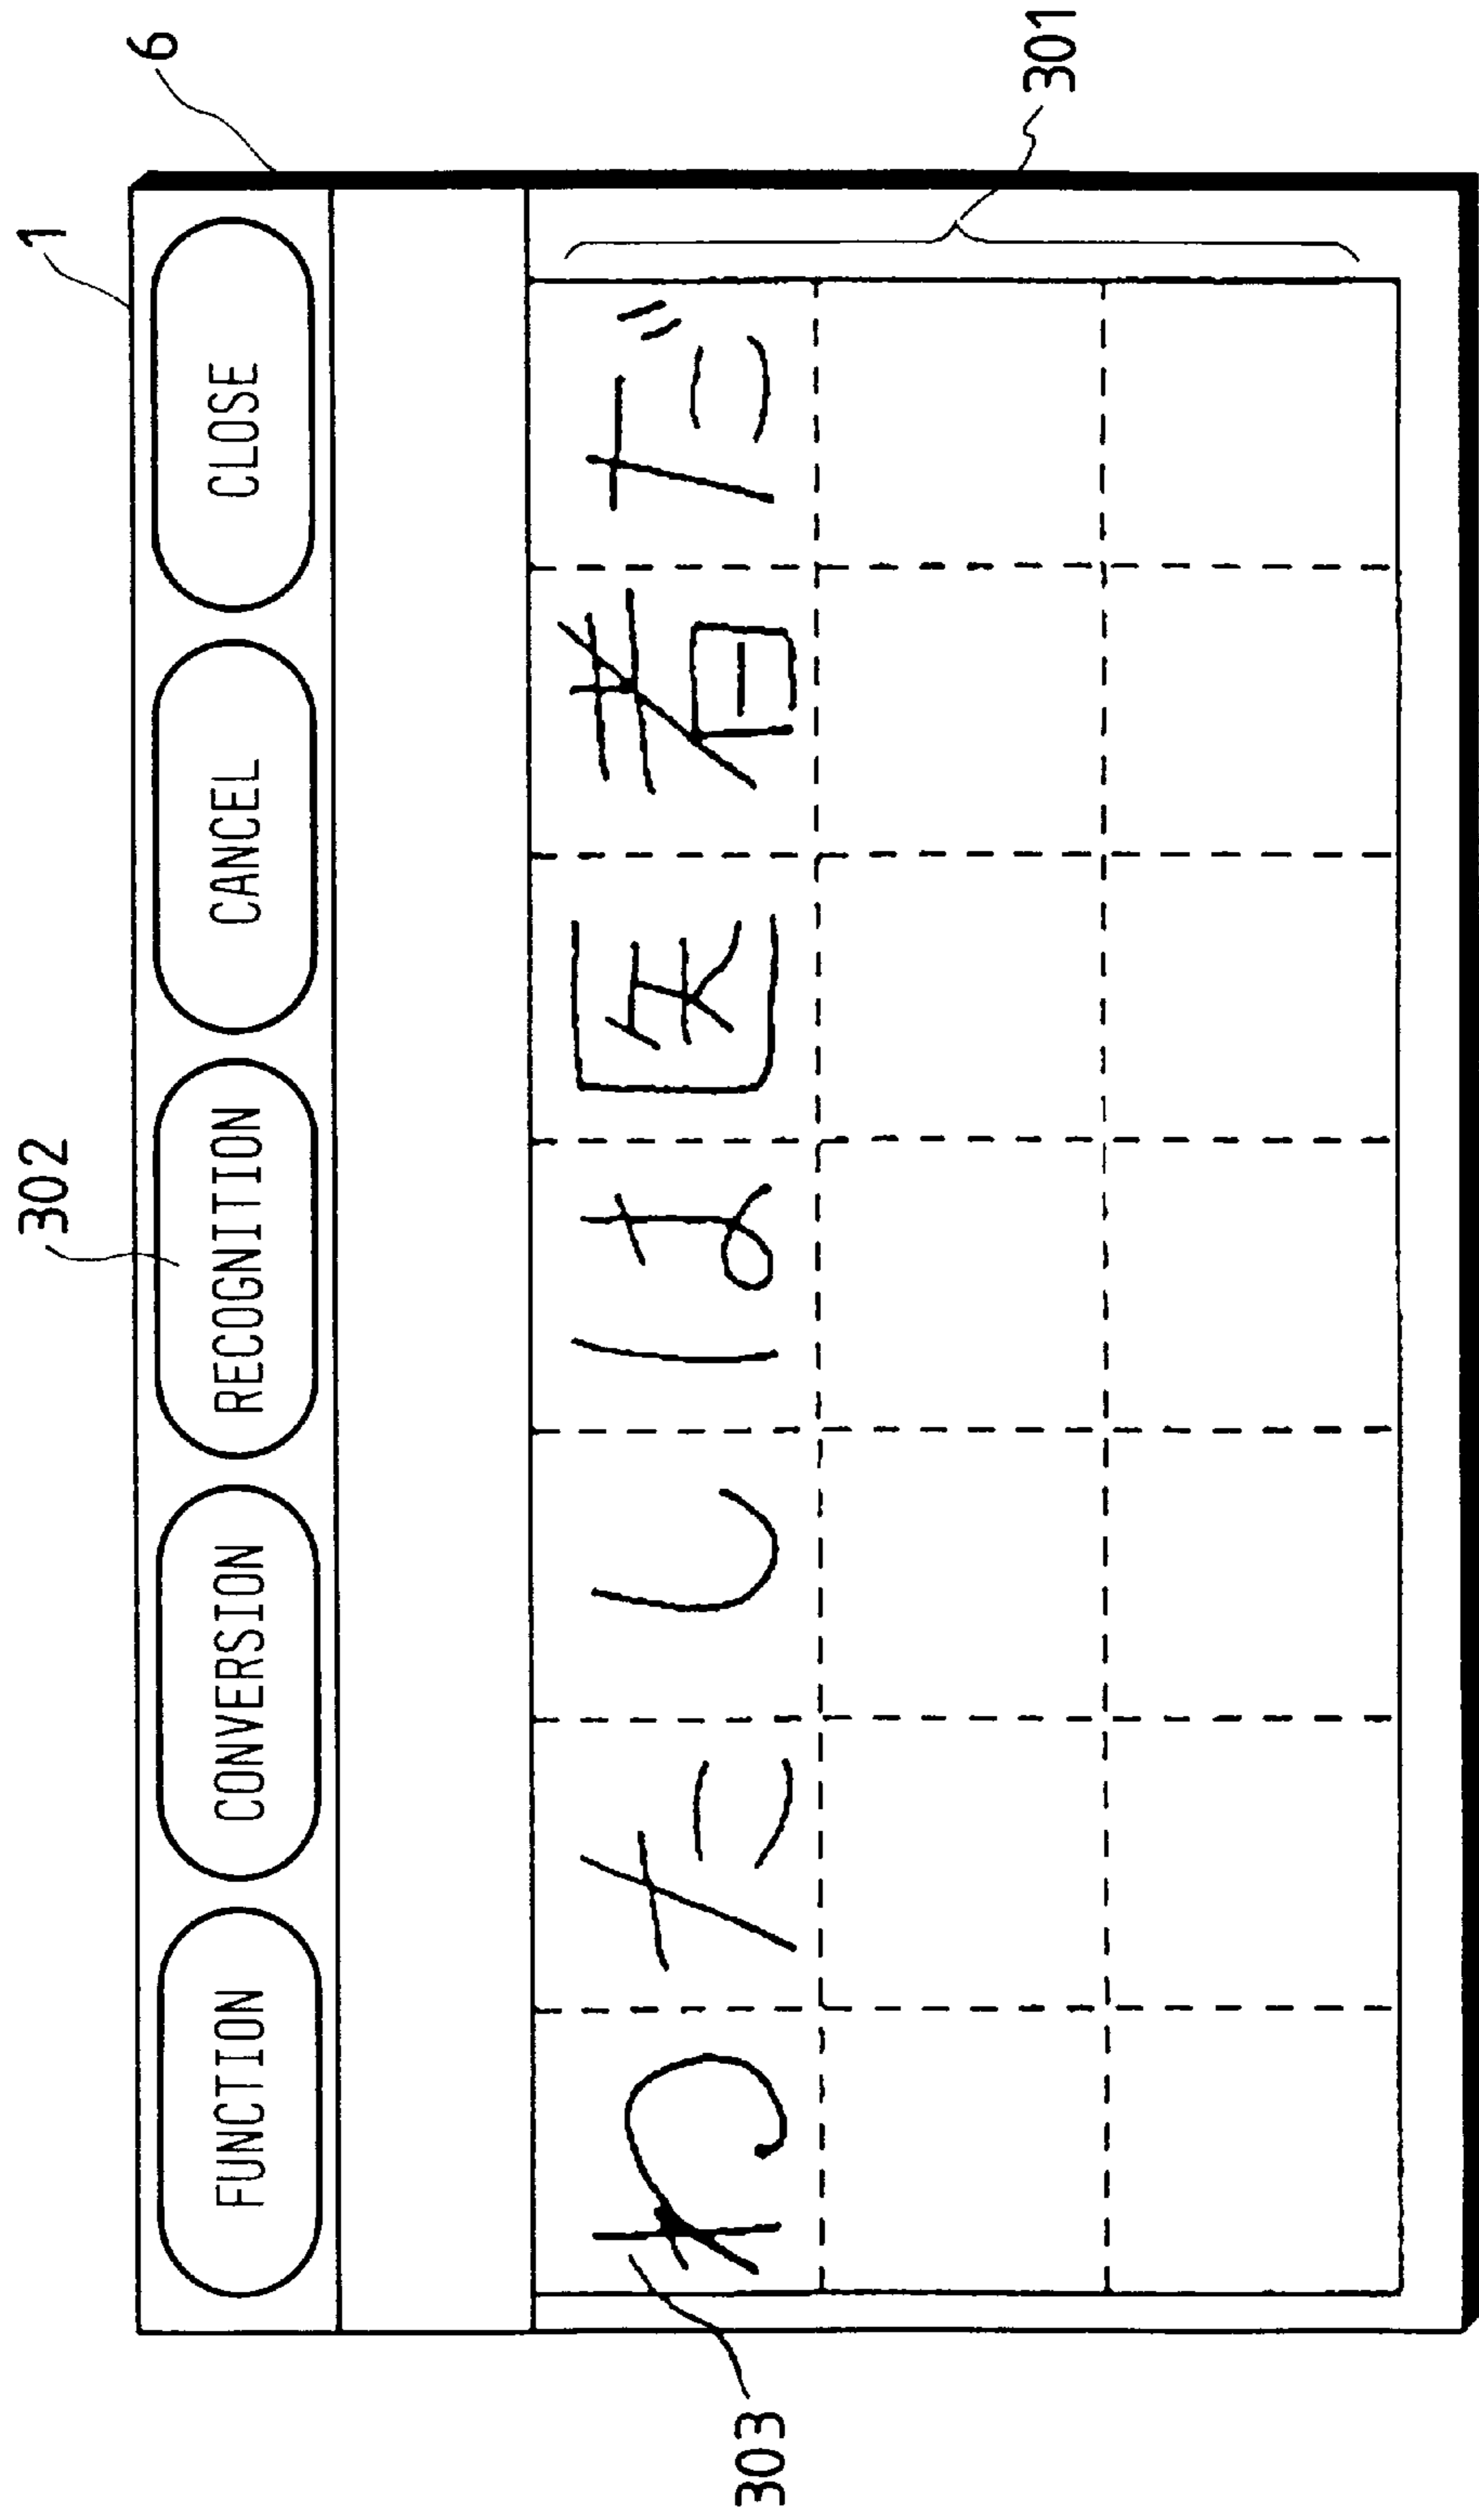 302 1
6
FUNCTION CONVERSION RECOGNITION CANCEL CLOSE
わたしは医者だ
303
301